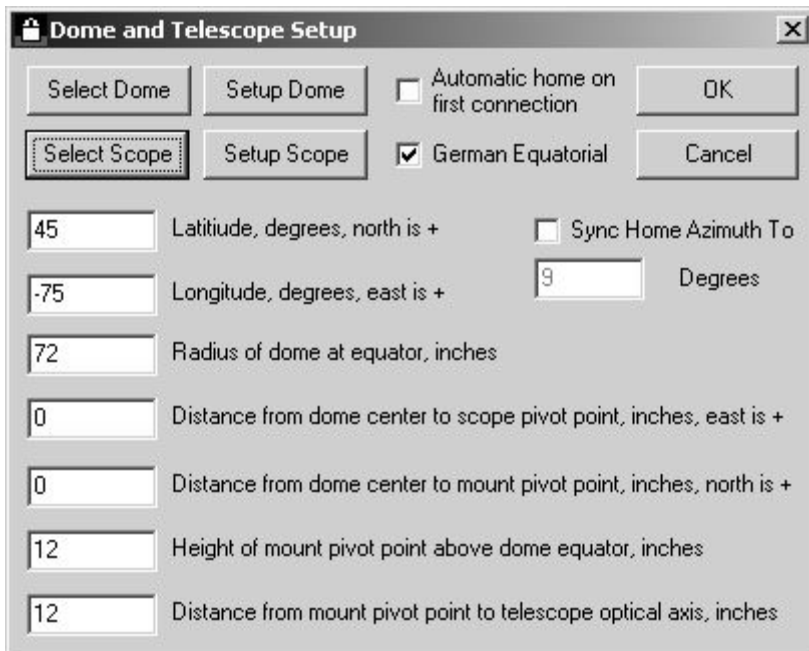 Dome and Telescope Setup
Select Dome
Setup Dome
Automatic home on
first connection
OK
Select Scope
Setup Scope
German Equatorial
Cancel
45 Latitiude, degrees, north is +
Sync Home Azimuth To
-75 Longitude, degrees, east is +
9 Degrees
72 Radius of dome at equator, inches
0 Distance from dome center to scope pivot point, inches, east is +
0 Distance from dome center to mount pivot point, inches, north is +
12 Height of mount pivot point above dome equator, inches
12 Distance from mount pivot point to telescope optical axis, inches